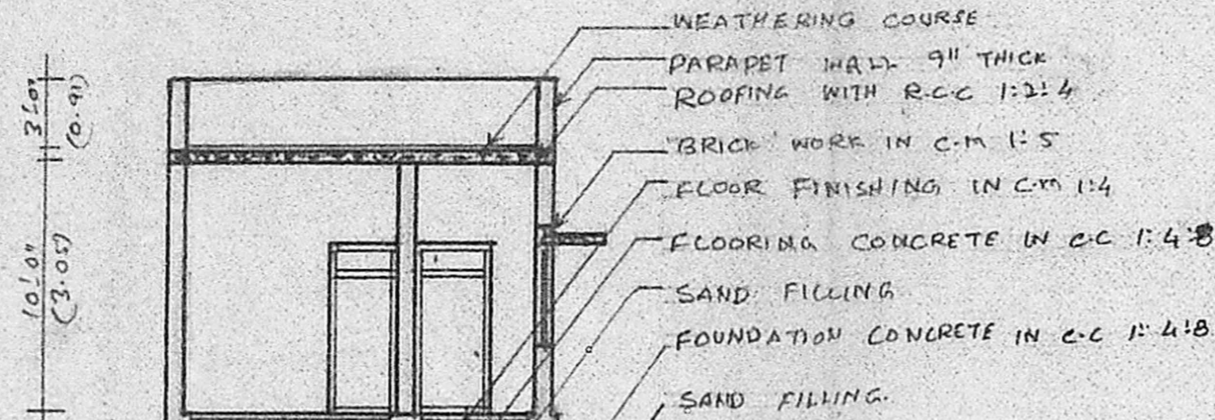 WEATHERING COURSE
PARAPET WALL 9" THICK
ROOFING WITH R.C.C 1:2:4
BRICK WORK IN C.M 1:5
FLOOR FINISHING IN C.M 1:4
FLOORING CONCRETE IN C.C 1:4:8
SAND FILLING
FOUNDATION CONCRETE IN C.C 1:4:8
SAND FILLING.
3'-0"
(0.91)
10'-0"
(3.05)